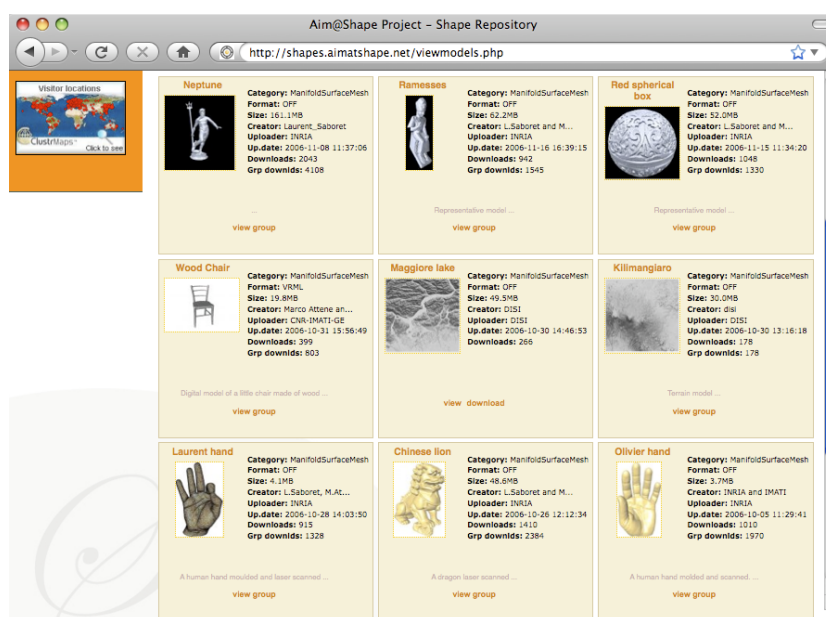 Aim@Shape Project – Shape Repository
http://shapes.aimatshape.net/viewmodels.php
Visitor locations
ClustrMaps™
Click to see
Neptune
Category: ManifoldSurfaceMesh
Format: OFF
Size: 161.1MB
Creator: Laurent_Saboret
Uploader: INRIA
Up.date: 2006-11-08 11:37:06
Downloads: 2043
Grp downlds: 4108
...
view group
Ramesses
Category: ManifoldSurfaceMesh
Format: OFF
Size: 62.2MB
Creator: L.Saboret and M...
Uploader: INRIA
Up.date: 2006-11-16 16:39:15
Downloads: 942
Grp downlds: 1545
Representative model ...
view group
Red spherical
box
Category: ManifoldSurfaceMesh
Format: OFF
Size: 52.0MB
Creator: L.Saboret and M...
Uploader: INRIA
Up.date: 2006-11-15 11:34:20
Downloads: 1048
Grp downlds: 1330
Representative model ...
view group
Wood Chair
Category: ManifoldSurfaceMesh
Format: VRML
Size: 19.8MB
Creator: Marco Attene an...
Uploader: CNR-IMATI-GE
Up.date: 2006-10-31 15:56:49
Downloads: 399
Grp downlds: 803
Digital model of a little chair made of wood ...
view group
Maggiore lake
Category: ManifoldSurfaceMesh
Format: OFF
Size: 49.5MB
Creator: DISI
Uploader: DISI
Up.date: 2006-10-30 14:46:53
Downloads: 266
view download
Kilimangiaro
Category: ManifoldSurfaceMesh
Format: OFF
Size: 30.0MB
Creator: disi
Uploader: DISI
Up.date: 2006-10-30 13:16:18
Downloads: 178
Grp downlds: 178
Terrain model ...
view group
Laurent hand
Category: ManifoldSurfaceMesh
Format: OFF
Size: 4.1MB
Creator: L.Saboret, M.At...
Uploader: INRIA
Up.date: 2006-10-28 14:03:50
Downloads: 915
Grp downlds: 1328
A human hand moulded and laser scanned ...
view group
Chinese lion
Category: ManifoldSurfaceMesh
Format: OFF
Size: 48.6MB
Creator: L.Saboret and M...
Uploader: INRIA
Up.date: 2006-10-26 12:12:34
Downloads: 1410
Grp downlds: 2384
A dragon laser scanned ...
view group
Olivier hand
Category: ManifoldSurfaceMesh
Format: OFF
Size: 3.7MB
Creator: INRIA and IMATI
Uploader: INRIA
Up.date: 2006-10-05 11:29:41
Downloads: 1010
Grp downlds: 1970
A human hand molded and scanned. ...
view group